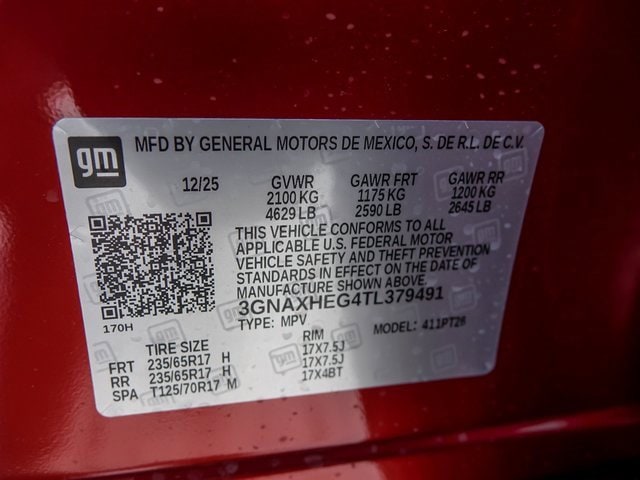 gm
MFD BY GENERAL MOTORS DE MEXICO, S. DE R.L. DE C.V.
12/25 GVWR GAWR FRT GAWR RR
2100 KG 1175 KG 1200 KG
4629 LB 2590 LB 2645 LB
THIS VEHICLE CONFORMS TO ALL
APPLICABLE U.S. FEDERAL MOTOR
VEHICLE SAFETY AND THEFT PREVENTION
STANDARDS IN EFFECT ON THE DATE OF
MANUFACTURE SHOWN ABOVE.
3GNAXHEG4TL379491
170H
TYPE: MPV MODEL: 411PT26
TIRE SIZE RIM
FRT 235/65R17 H 17X7.5J
RR 235/65R17 H 17X7.5J
SPA T125/70R17 M 17X4BT